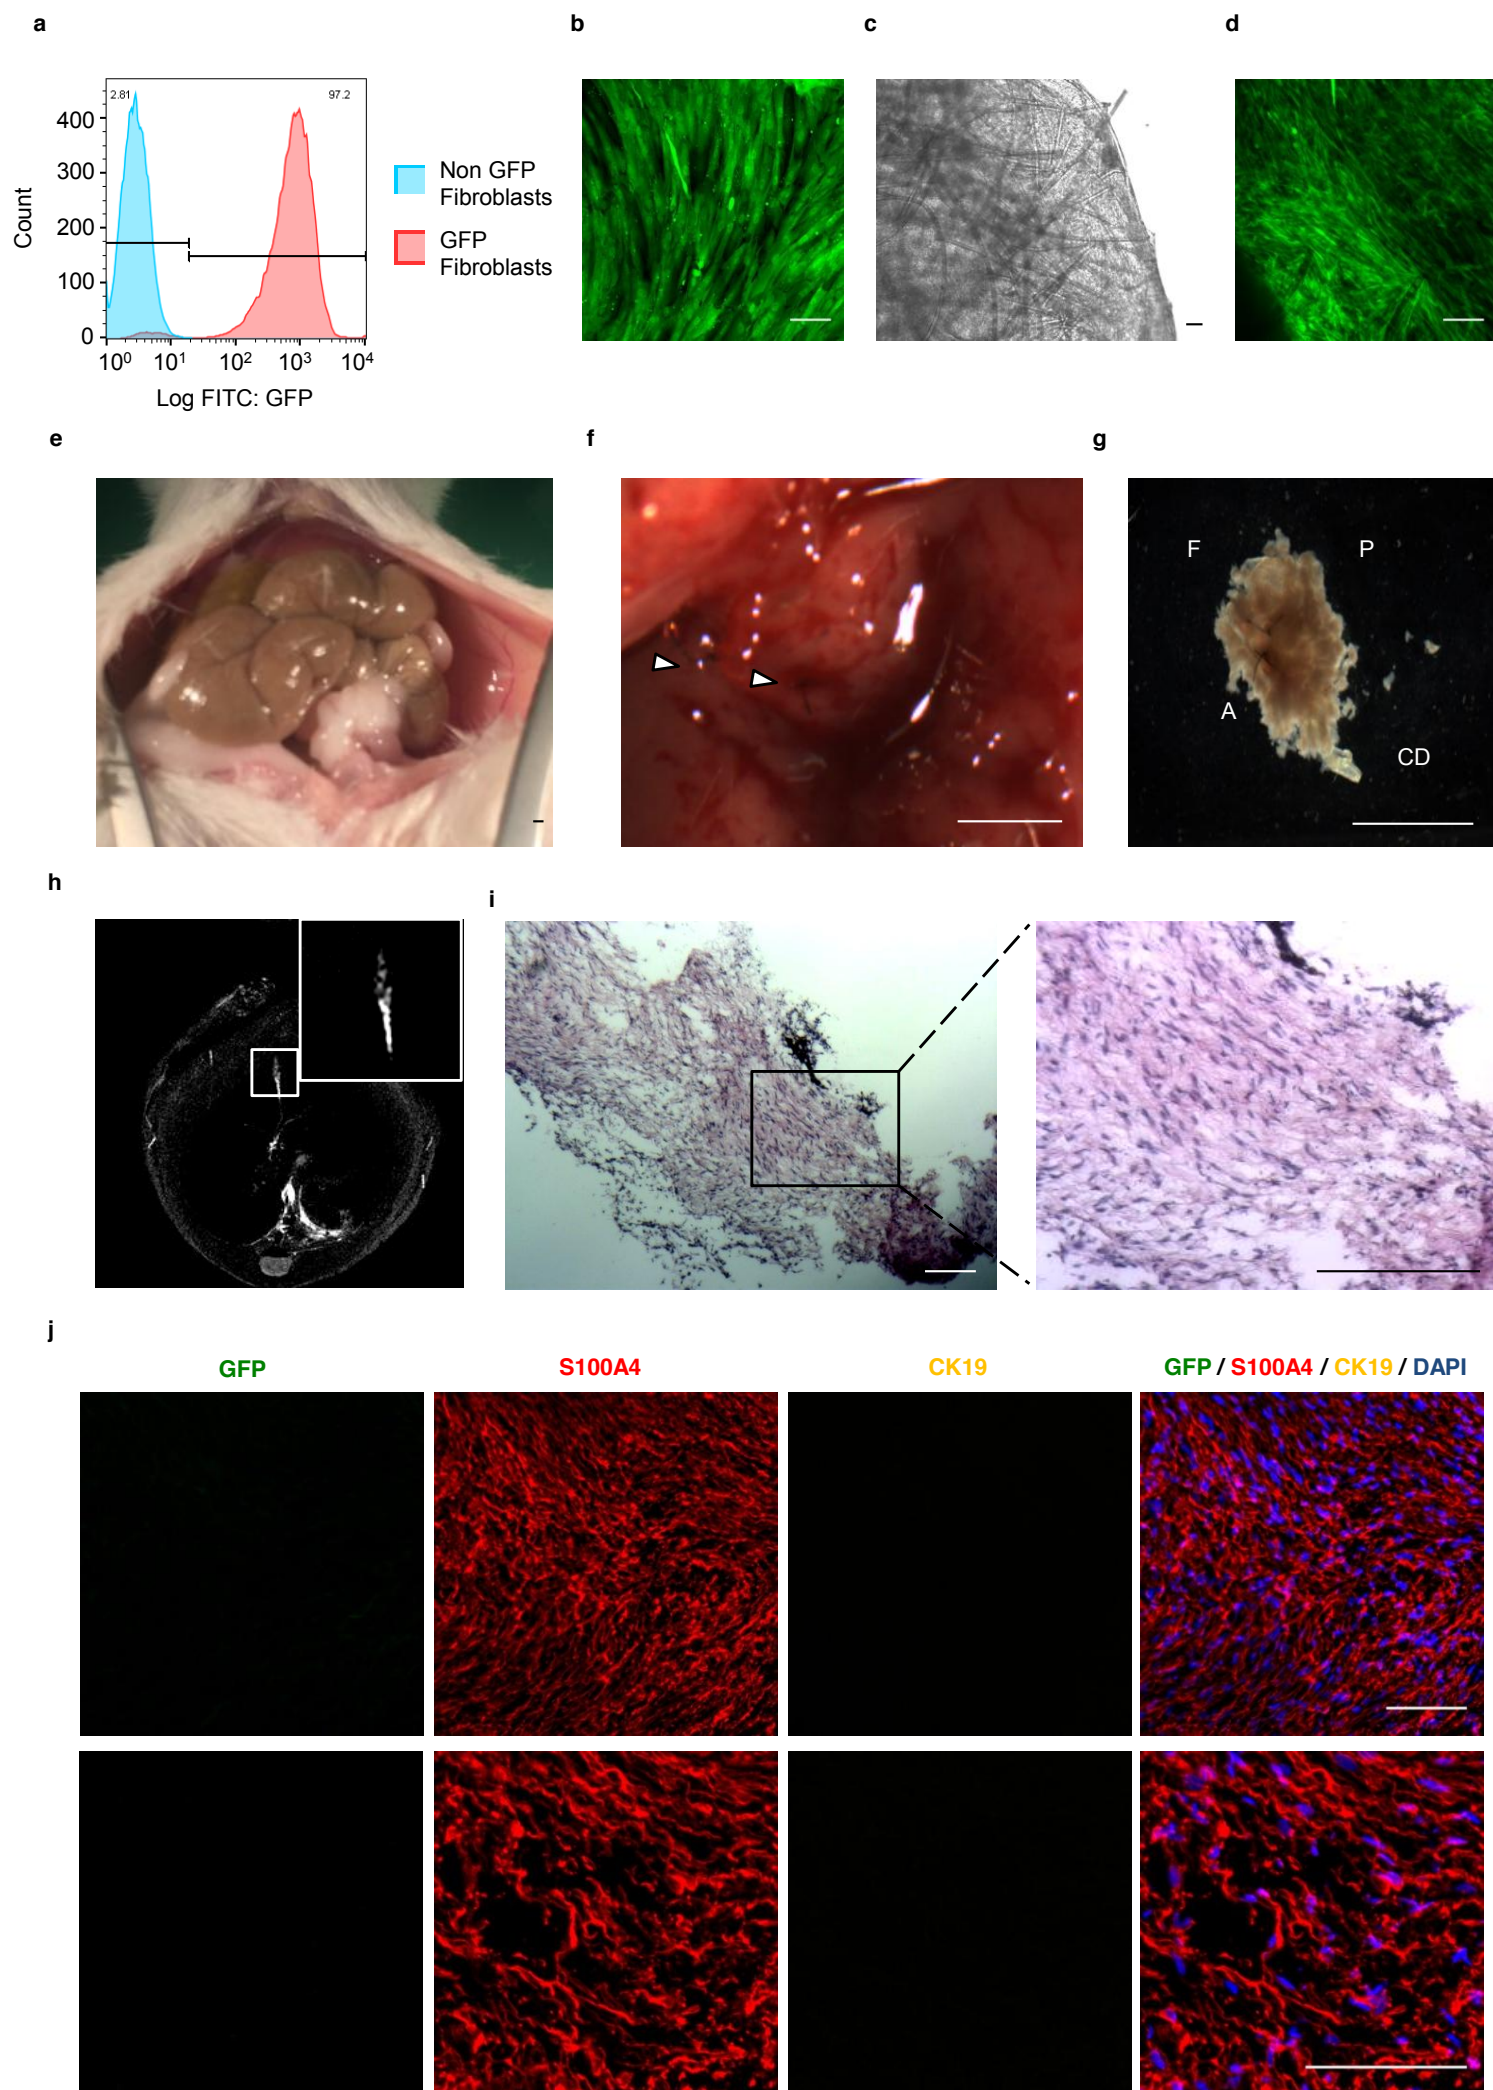 a
b
c
d
2.81
97.2
400
300
200
100
0
Count
10⁰ 10¹ 10² 10³ 10⁴
Log FITC: GFP
Non GFP
Fibroblasts
GFP
Fibroblasts
e
f
g
F
P
A
CD
h
i
j
GFP
S100A4
CK19
GFP / S100A4 / CK19 / DAPI